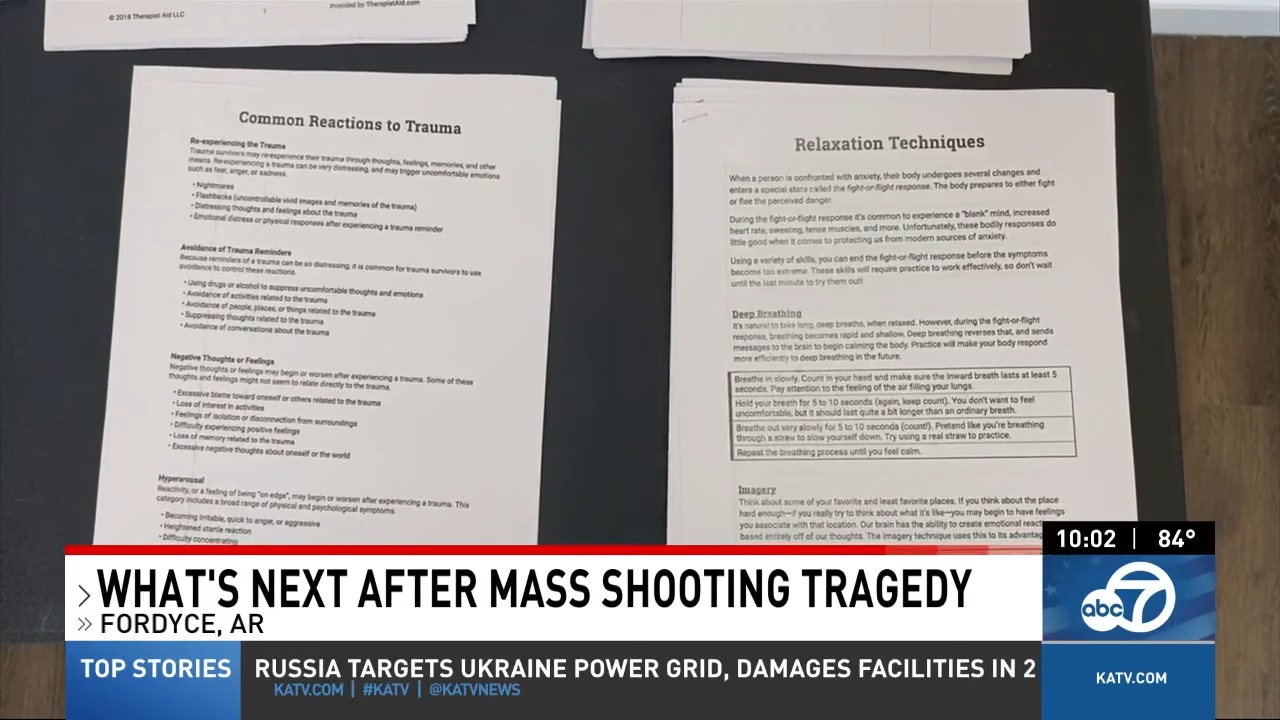 © 2018 Therapist Aid LLC
1
Provided by TherapistAid.com
Common Reactions to Trauma
Re-experiencing the Trauma
Trauma survivors may re-experience their trauma through thoughts, feelings, memories, and other
means. Re-experiencing a trauma can be very distressing, and may trigger uncomfortable emotions
such as fear, anger, or sadness.
• Nightmares
• Flashbacks (uncontrollable vivid images and memories of the trauma)
• Distressing thoughts and feelings about the trauma
• Emotional distress or physical responses after experiencing a trauma reminder
Avoidance of Trauma Reminders
Because reminders of a trauma can be so distressing, it is common for trauma survivors to use
avoidance to control these reactions.
• Using drugs or alcohol to suppress uncomfortable thoughts and emotions
• Avoidance of activities related to the trauma
• Avoidance of people, places, or things related to the trauma
• Suppressing thoughts related to the trauma
• Avoidance of conversations about the trauma
Negative Thoughts or Feelings
Negative thoughts or feelings may begin or worsen after experiencing a trauma. Some of these
thoughts and feelings might not seem to relate directly to the trauma.
• Excessive blame toward oneself or others related to the trauma
• Loss of interest in activities
• Feelings of isolation or disconnection from surroundings
• Difficulty experiencing positive feelings
• Loss of memory related to the trauma
• Excessive negative thoughts about oneself or the world
Hyperarousal
Reactivity, or a feeling of being "on edge", may begin or worsen after experiencing a trauma. This
category includes a broad range of physical and psychological symptoms.
• Becoming irritable, quick to anger, or aggressive
• Heightened startle reaction
• Difficulty concentrating
Relaxation Techniques
When a person is confronted with anxiety, their body undergoes several changes and
enters a special state called the fight-or-flight response. The body prepares to either fight
or flee the perceived danger.
During the fight-or-flight response it's common to experience a "blank" mind, increased
heart rate, sweating, tense muscles, and more. Unfortunately, these bodily responses do
little good when it comes to protecting us from modern sources of anxiety.
Using a variety of skills, you can end the fight-or-flight response before the symptoms
become too extreme. These skills will require practice to work effectively, so don't wait
until the last minute to try them out!
Deep Breathing
It's natural to take long, deep breaths, when relaxed. However, during the fight-or-flight
response, breathing becomes rapid and shallow. Deep breathing reverses that, and sends
messages to the brain to begin calming the body. Practice will make your body respond
more efficiently to deep breathing in the future.
Breathe in slowly. Count in your head and make sure the inward breath lasts at least 5
seconds. Pay attention to the feeling of the air filling your lungs.
Hold your breath for 5 to 10 seconds (again, keep count). You don't want to feel
uncomfortable, but it should last quite a bit longer than an ordinary breath.
Breathe out very slowly for 5 to 10 seconds (count!). Pretend like you're breathing
through a straw to slow yourself down. Try using a real straw to practice.
Repeat the breathing process until you feel calm.
Imagery
Think about some of your favorite and least favorite places. If you think about the place
hard enough—if you really try to think about what it's like—you may begin to have feelings
you associate with that location. Our brain has the ability to create emotional reacti
based entirely off of our thoughts. The imagery technique uses this to its advantag
10:02 | 84°
WHAT'S NEXT AFTER MASS SHOOTING TRAGEDY
FORDYCE, AR
abc 7
TOP STORIES
RUSSIA TARGETS UKRAINE POWER GRID, DAMAGES FACILITIES IN 2
KATV.COM | #KATV | @KATVNEWS
KATV.COM